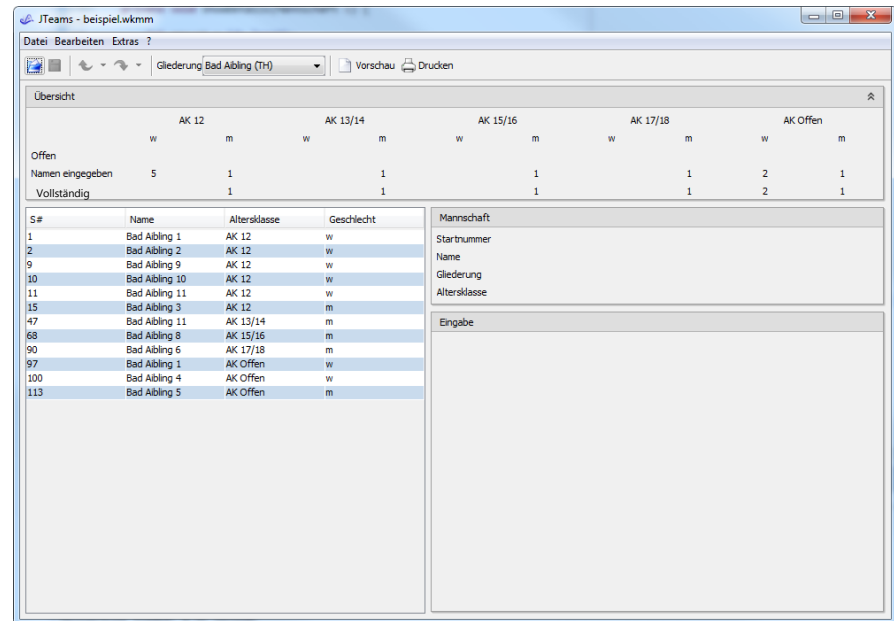 JTeams - beispiel.wkmm
Datei Bearbeiten Extras ?
Gliederung Bad Aibling (TH) Vorschau Drucken
Übersicht
AK 12 AK 13/14 AK 15/16 AK 17/18 AK Offen
w m w m w m w m w m
Offen
Namen eingegeben 5 1 1 1 1 2 1
Vollständig 1 1 1 1 2 1
S# Name Altersklasse Geschlecht
1 Bad Aibling 1 AK 12 w
2 Bad Aibling 2 AK 12 w
9 Bad Aibling 9 AK 12 w
10 Bad Aibling 10 AK 12 w
11 Bad Aibling 11 AK 12 w
15 Bad Aibling 3 AK 12 m
47 Bad Aibling 11 AK 13/14 m
68 Bad Aibling 8 AK 15/16 m
90 Bad Aibling 6 AK 17/18 m
97 Bad Aibling 1 AK Offen w
100 Bad Aibling 4 AK Offen w
113 Bad Aibling 5 AK Offen m
Mannschaft
Startnummer
Name
Gliederung
Altersklasse
Eingabe